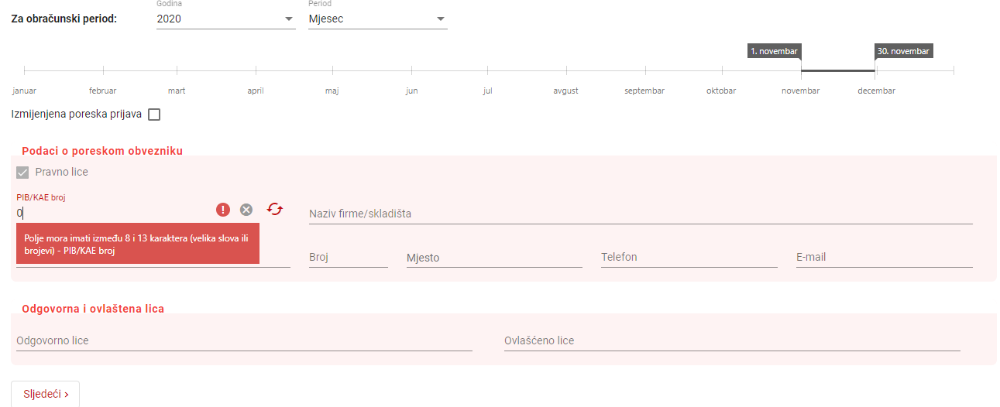 Godina
Period
Za obračunski period:
2020
Mjesec
1. novembar
30. novembar
januar
februar
mart
april
maj
jun
jul
avgust
septembar
oktobar
novembar
decembar
Izmijenjena poreska prijava
Podaci o poreskom obvezniku
Pravno lice
PIB/KAE broj
0
Naziv firme/skladišta
Polje mora imati između 8 i 13 karaktera (velika slova ili
brojevi) - PIB/KAE broj
Broj
Mjesto
Telefon
E-mail
Odgovorna i ovlaštena lica
Odgovorno lice
Ovlašćeno lice
Sljedeći ›